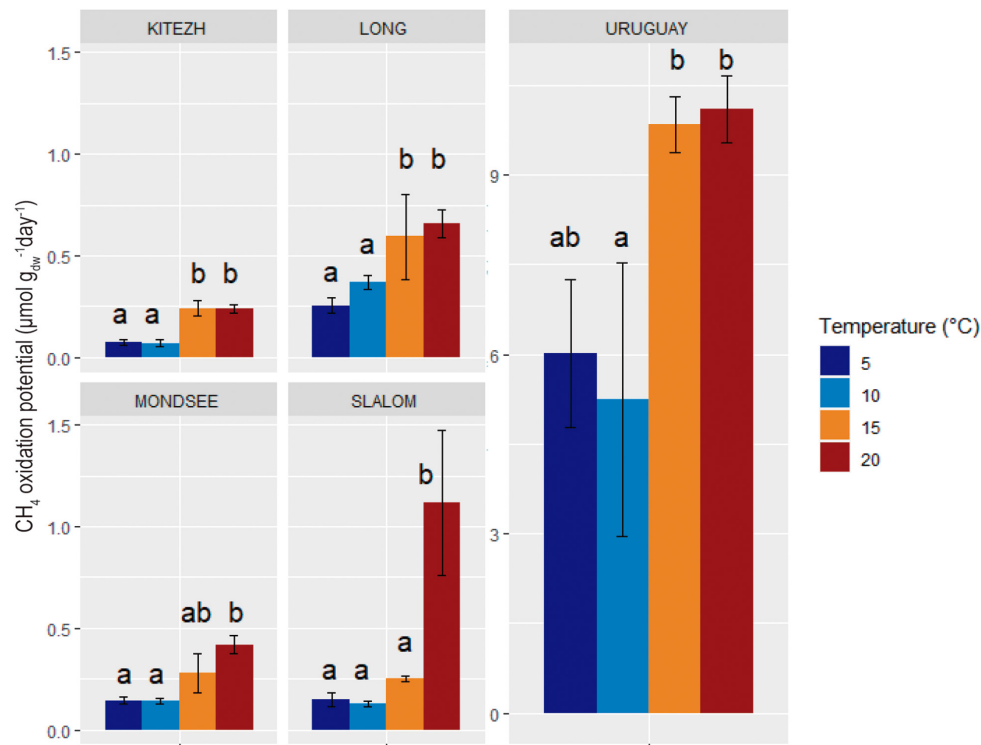 KITEZH
LONG
URUGUAY
1.5
1.0
0.5
0.0
a a b b
a a b b
9
6
3
0
ab a b b
CH₄ oxidation potential (µmol g_dw⁻¹day⁻¹)
MONDSEE
SLALOM
1.5
1.0
0.5
0.0
a a ab b
a a a b
Temperature (°C)
5
10
15
20